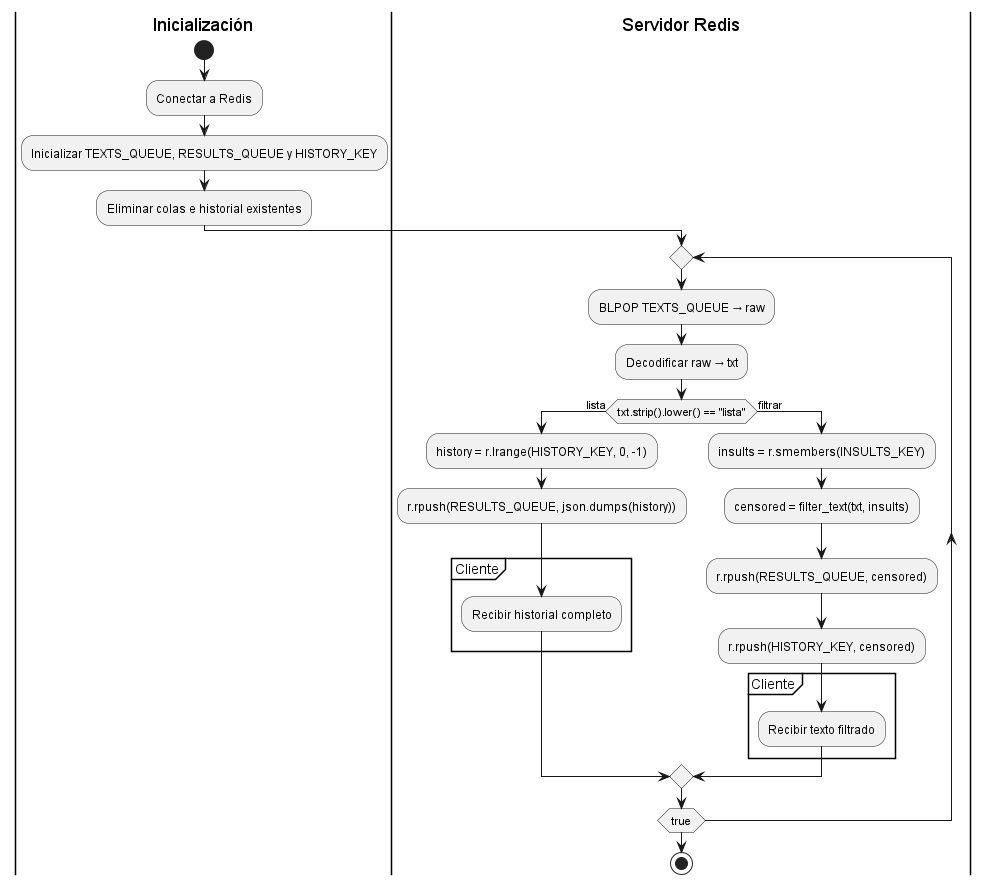 Inicialización
Servidor Redis
Conectar a Redis
Inicializar TEXTS_QUEUE, RESULTS_QUEUE y HISTORY_KEY
Eliminar colas e historial existentes
BLPOP TEXTS_QUEUE → raw
Decodificar raw → txt
lista
txt.strip().lower() == "lista"
filtrar
history = r.lrange(HISTORY_KEY, 0, -1)
r.rpush(RESULTS_QUEUE, json.dumps(history))
Cliente
Recibir historial completo
insults = r.smembers(INSULTS_KEY)
censored = filter_text(txt, insults)
r.rpush(RESULTS_QUEUE, censored)
r.rpush(HISTORY_KEY, censored)
Cliente
Recibir texto filtrado
true